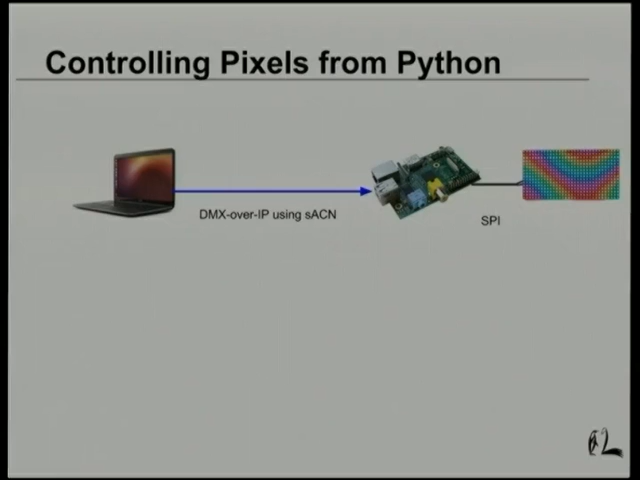 Controlling Pixels from Python
DMX-over-IP using sACN
SPI